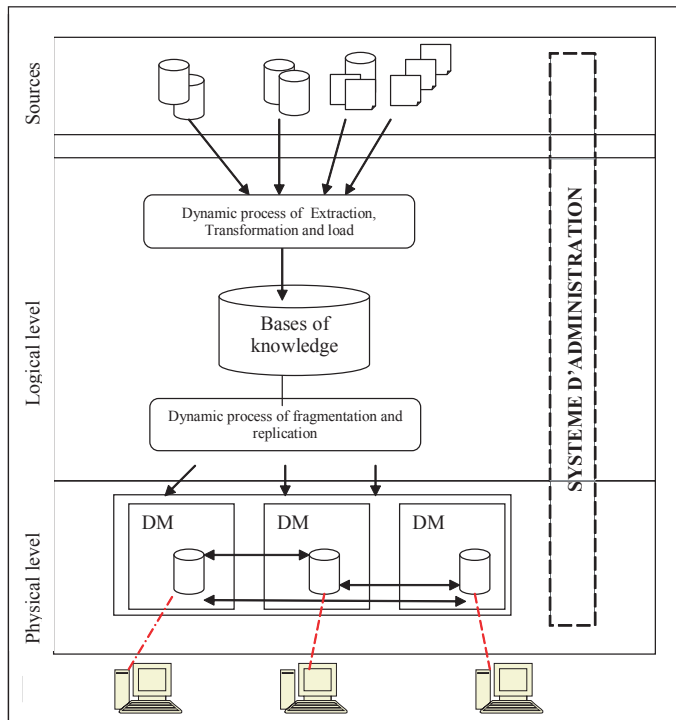 Sources
Dynamic process of Extraction,
Transformation and load
Bases of
knowledge
Logical level
Dynamic process of fragmentation and
replication
SYSTEME D'ADMINISTRATION
DM
DM
DM
Physical level